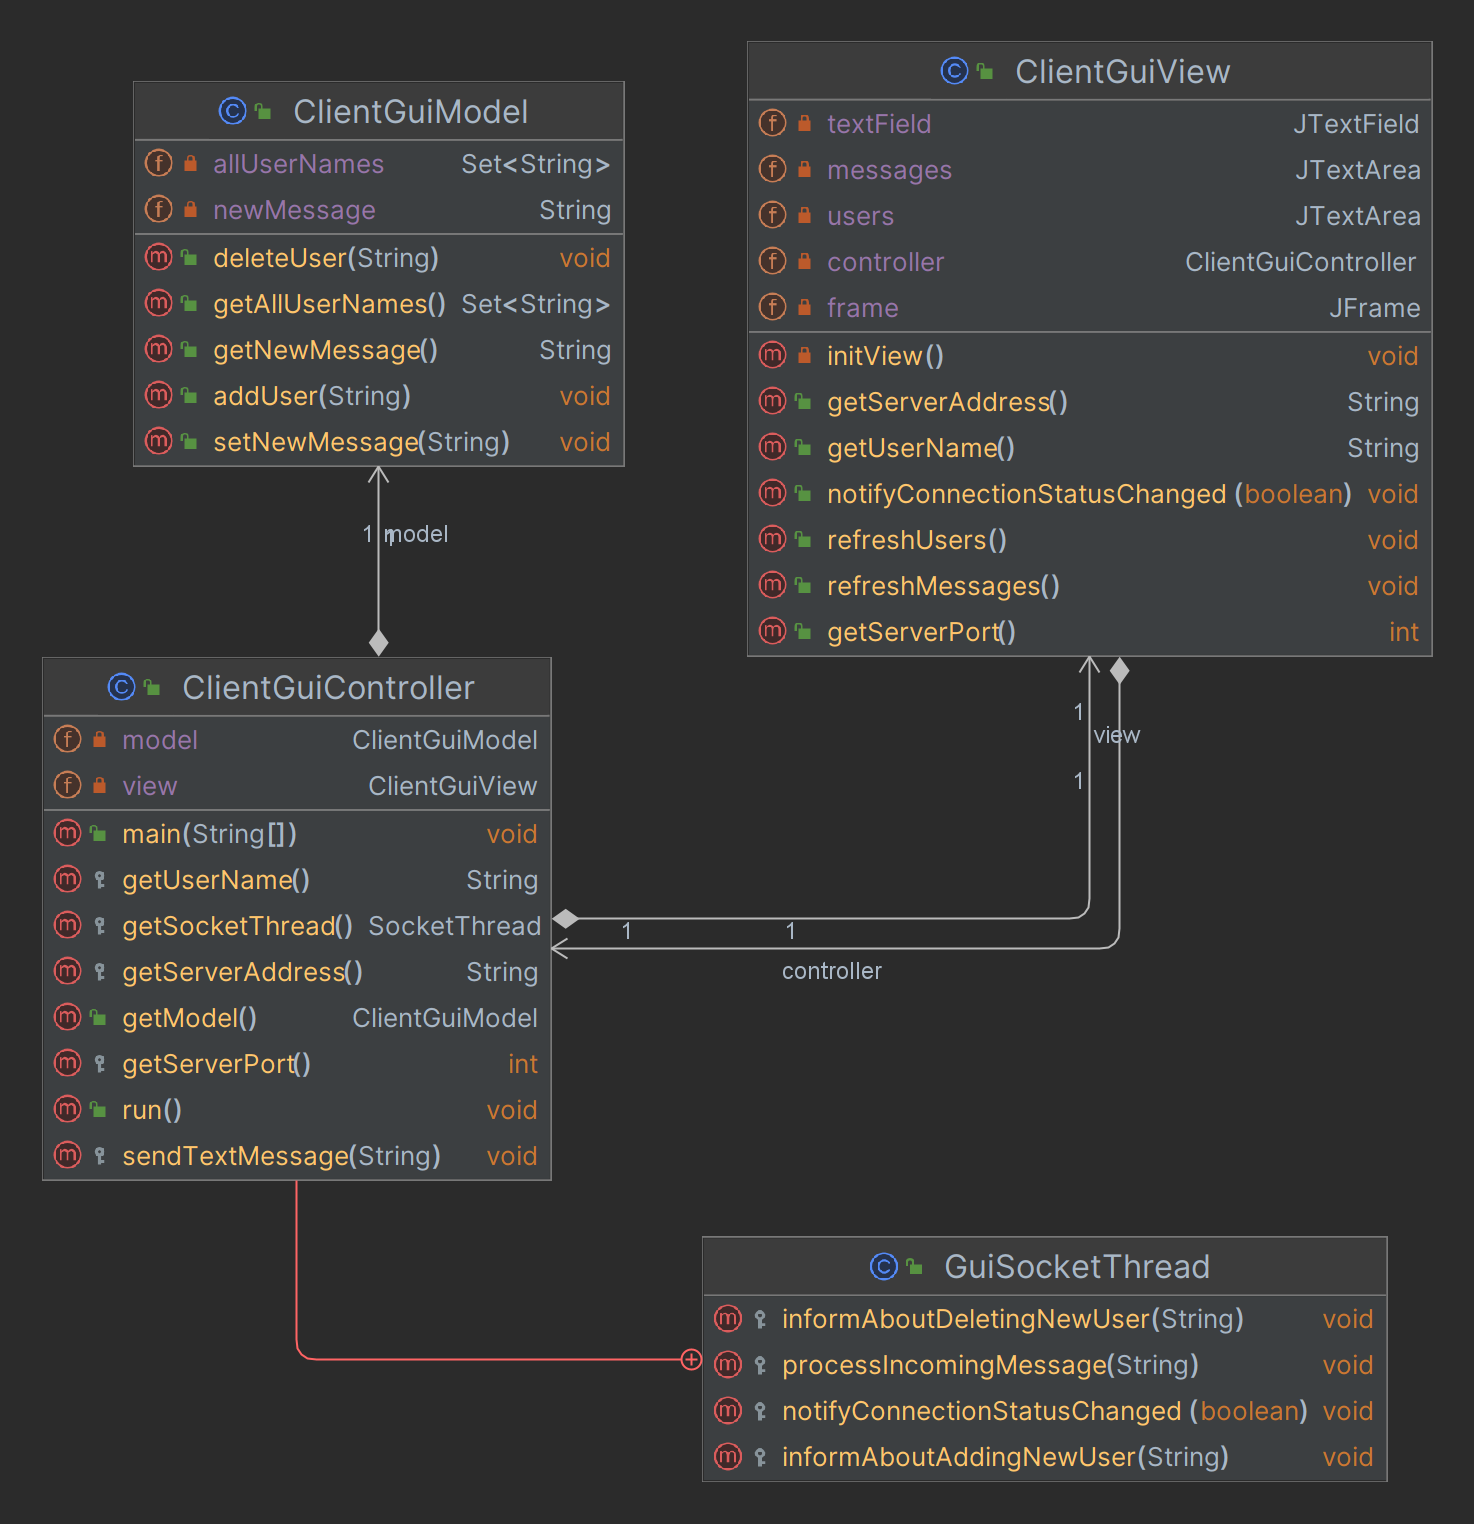 ClientGuiModel
allUserNames Set<String>
newMessage String
deleteUser(String) void
getAllUserNames() Set<String>
getNewMessage() String
addUser(String) void
setNewMessage(String) void
ClientGuiView
textField JTextField
messages JTextArea
users JTextArea
controller ClientGuiController
frame JFrame
initView() void
getServerAddress() String
getUserName() String
notifyConnectionStatusChanged (boolean) void
refreshUsers() void
refreshMessages() void
getServerPort() int
1 model
1
ClientGuiController
model ClientGuiModel
view ClientGuiView
main(String[]) void
getUserName() String
getSocketThread() SocketThread
getServerAddress() String
getModel() ClientGuiModel
getServerPort() int
run() void
sendTextMessage(String) void
1
view
1
1 1
controller
GuiSocketThread
informAboutDeletingNewUser(String) void
processIncomingMessage(String) void
notifyConnectionStatusChanged (boolean) void
informAboutAddingNewUser(String) void